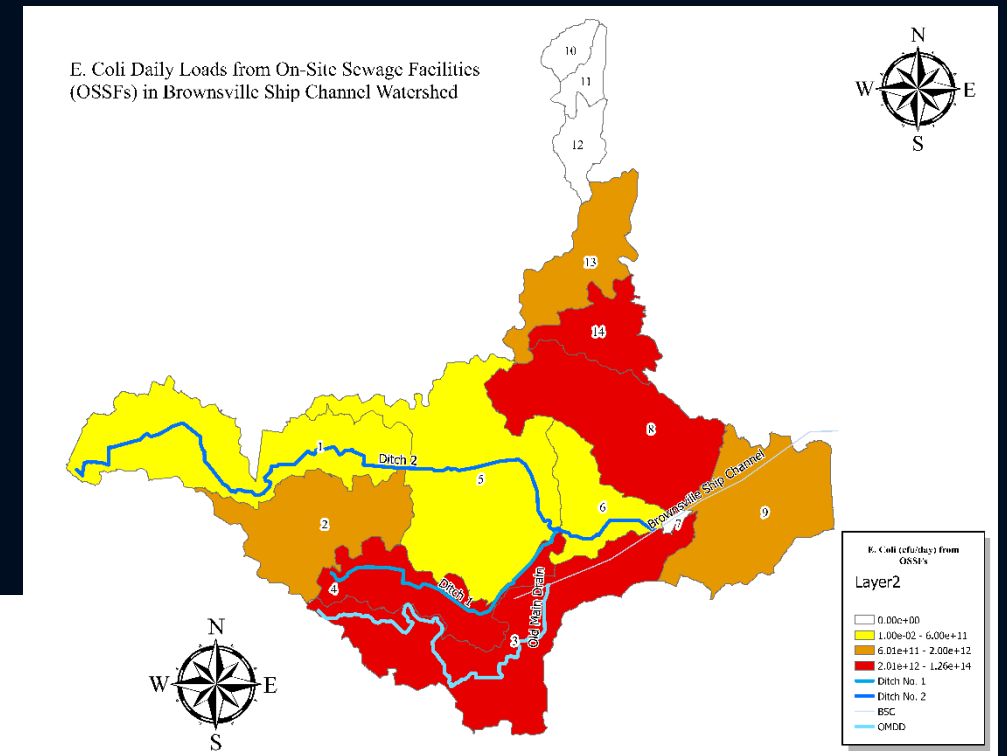 E. Coli Daily Loads from On-Site Sewage Facilities
(OSSFs) in Brownsville Ship Channel Watershed
N
W E
S
10
11
12
13
14
8
1
Ditch 2
5
2
6
Brownsville Ship Channel
7
9
4
Ditch 1
Old Main Drain
3
N
W E
S
E. Coli (cfu/day) from
OSSFs
Layer2
0.00e+00
1.00e-02 - 6.00e+11
6.01e+11 - 2.00e+12
2.01e+12 - 1.26e+14
Ditch No. 1
Ditch No. 2
BSC
OMDD